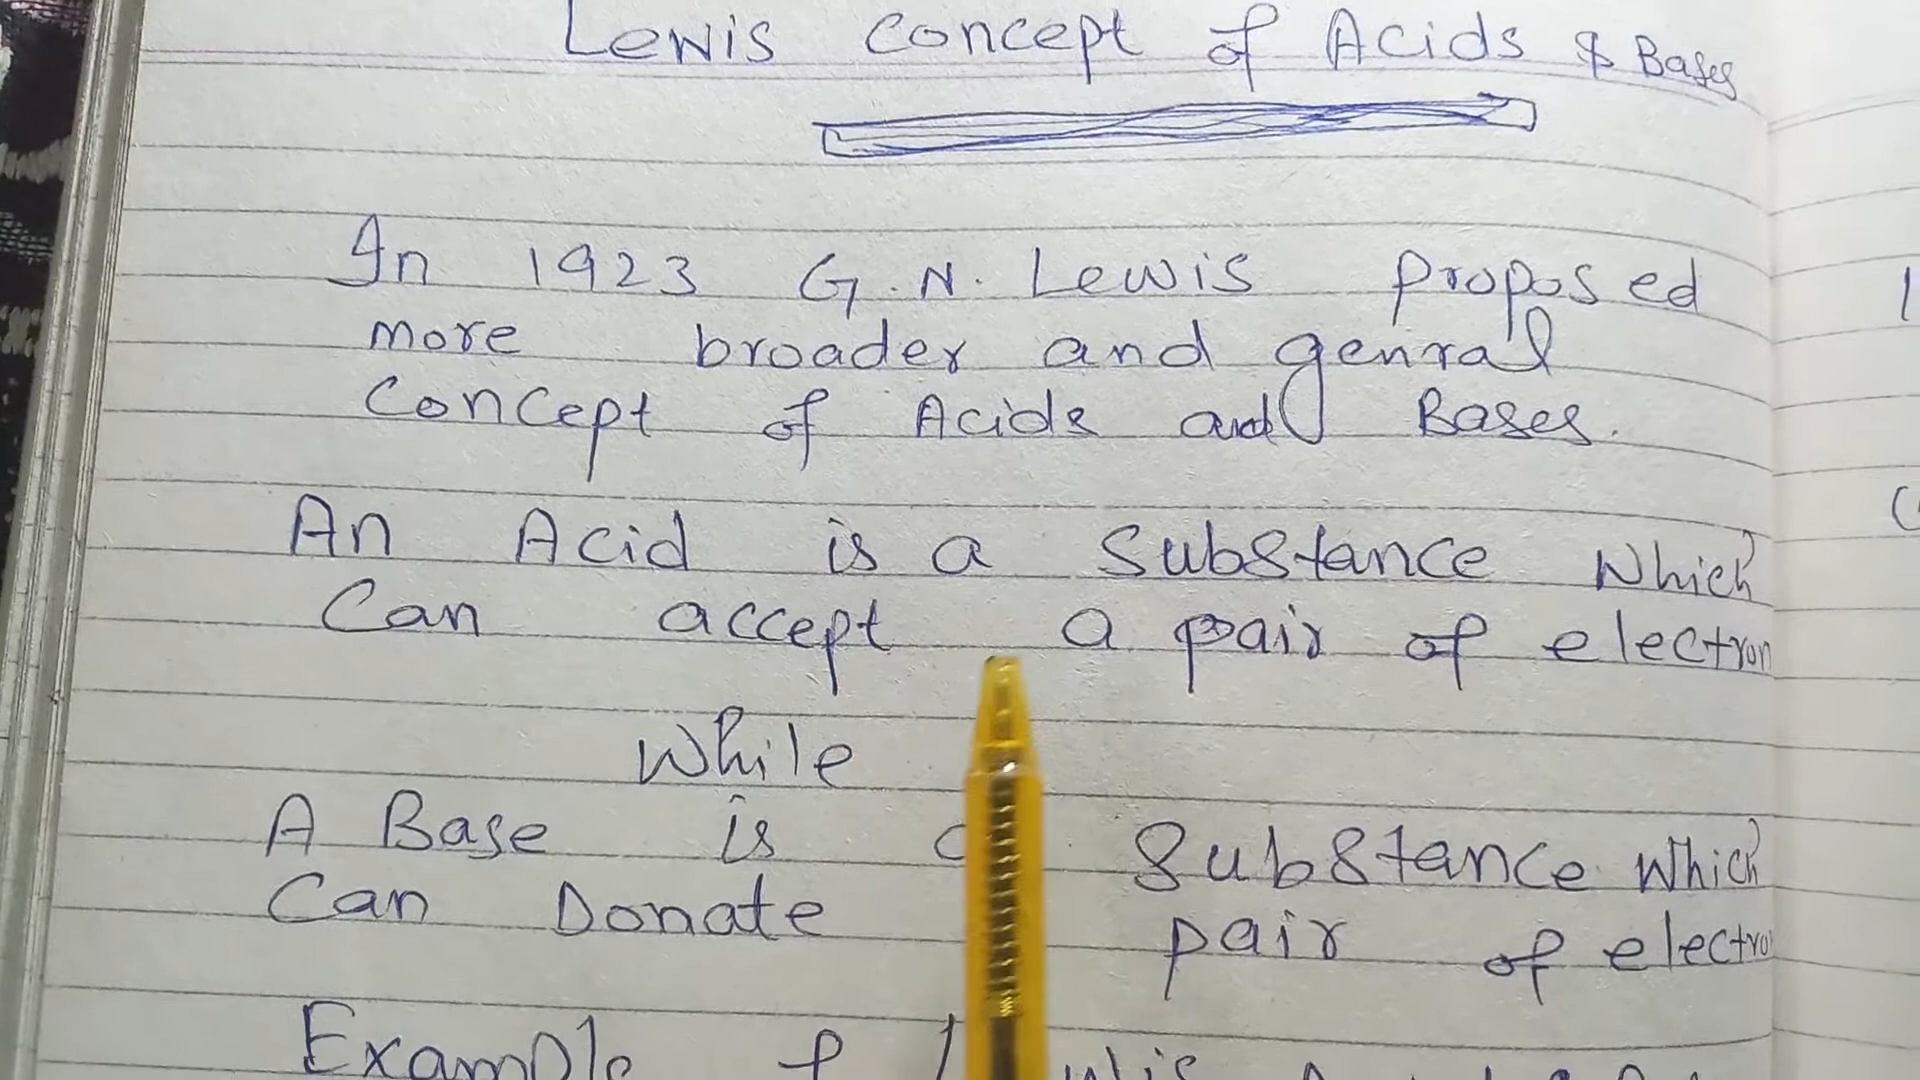 Lewis Concept of Acids & Bases
In 1923 G.N. Lewis proposed
more broader and genral
Concept of Acids and Bases.
An Acid is a Substance Which
Can accept a pair of electron
While
A Base is a Substance Which
Can Donate pair of electro
Example of